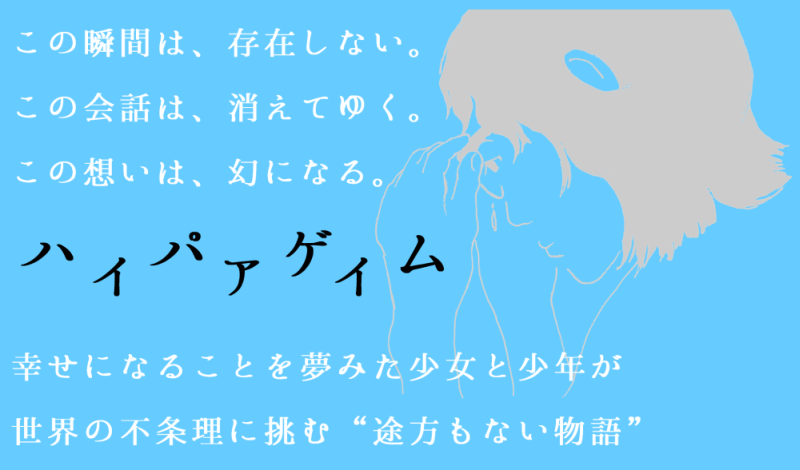 この瞬間は、存在しない。
この会話は、消えてゆく。
この想いは、幻になる。
ハイパアゲイム
幸せになることを夢みた少女と少年が
世界の不条理に挑む“途方もない物語”